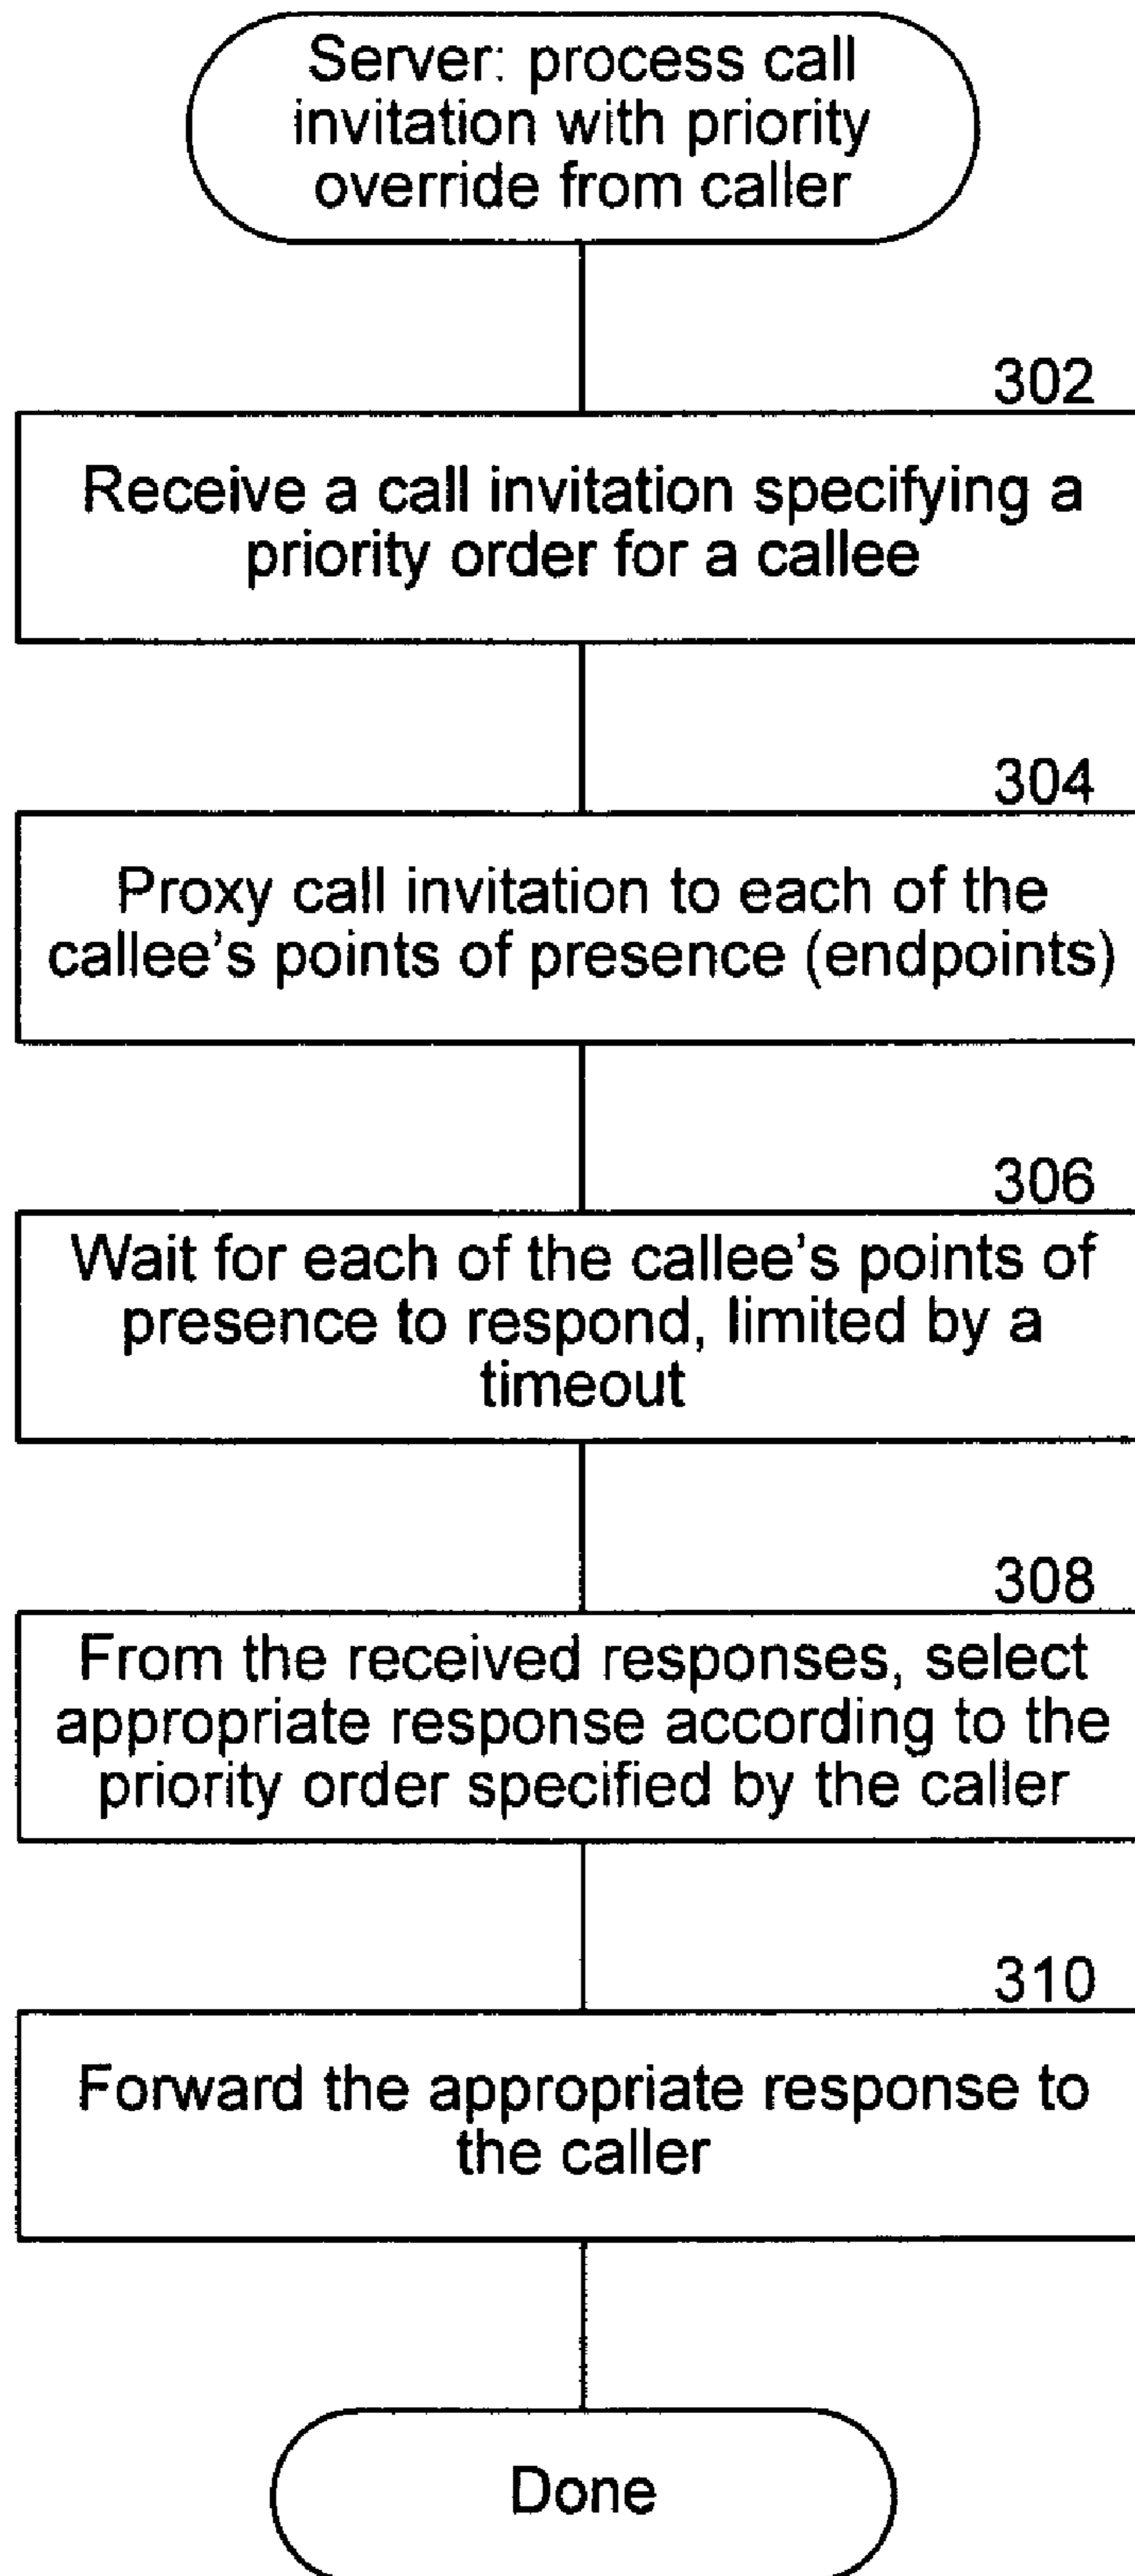 Server: process call
invitation with priority
override from caller
302
Receive a call invitation specifying a
priority order for a callee
304
Proxy call invitation to each of the
callee's points of presence (endpoints)
306
Wait for each of the callee's points of
presence to respond, limited by a
timeout
308
From the received responses, select
appropriate response according to the
priority order specified by the caller
310
Forward the appropriate response to
the caller
Done